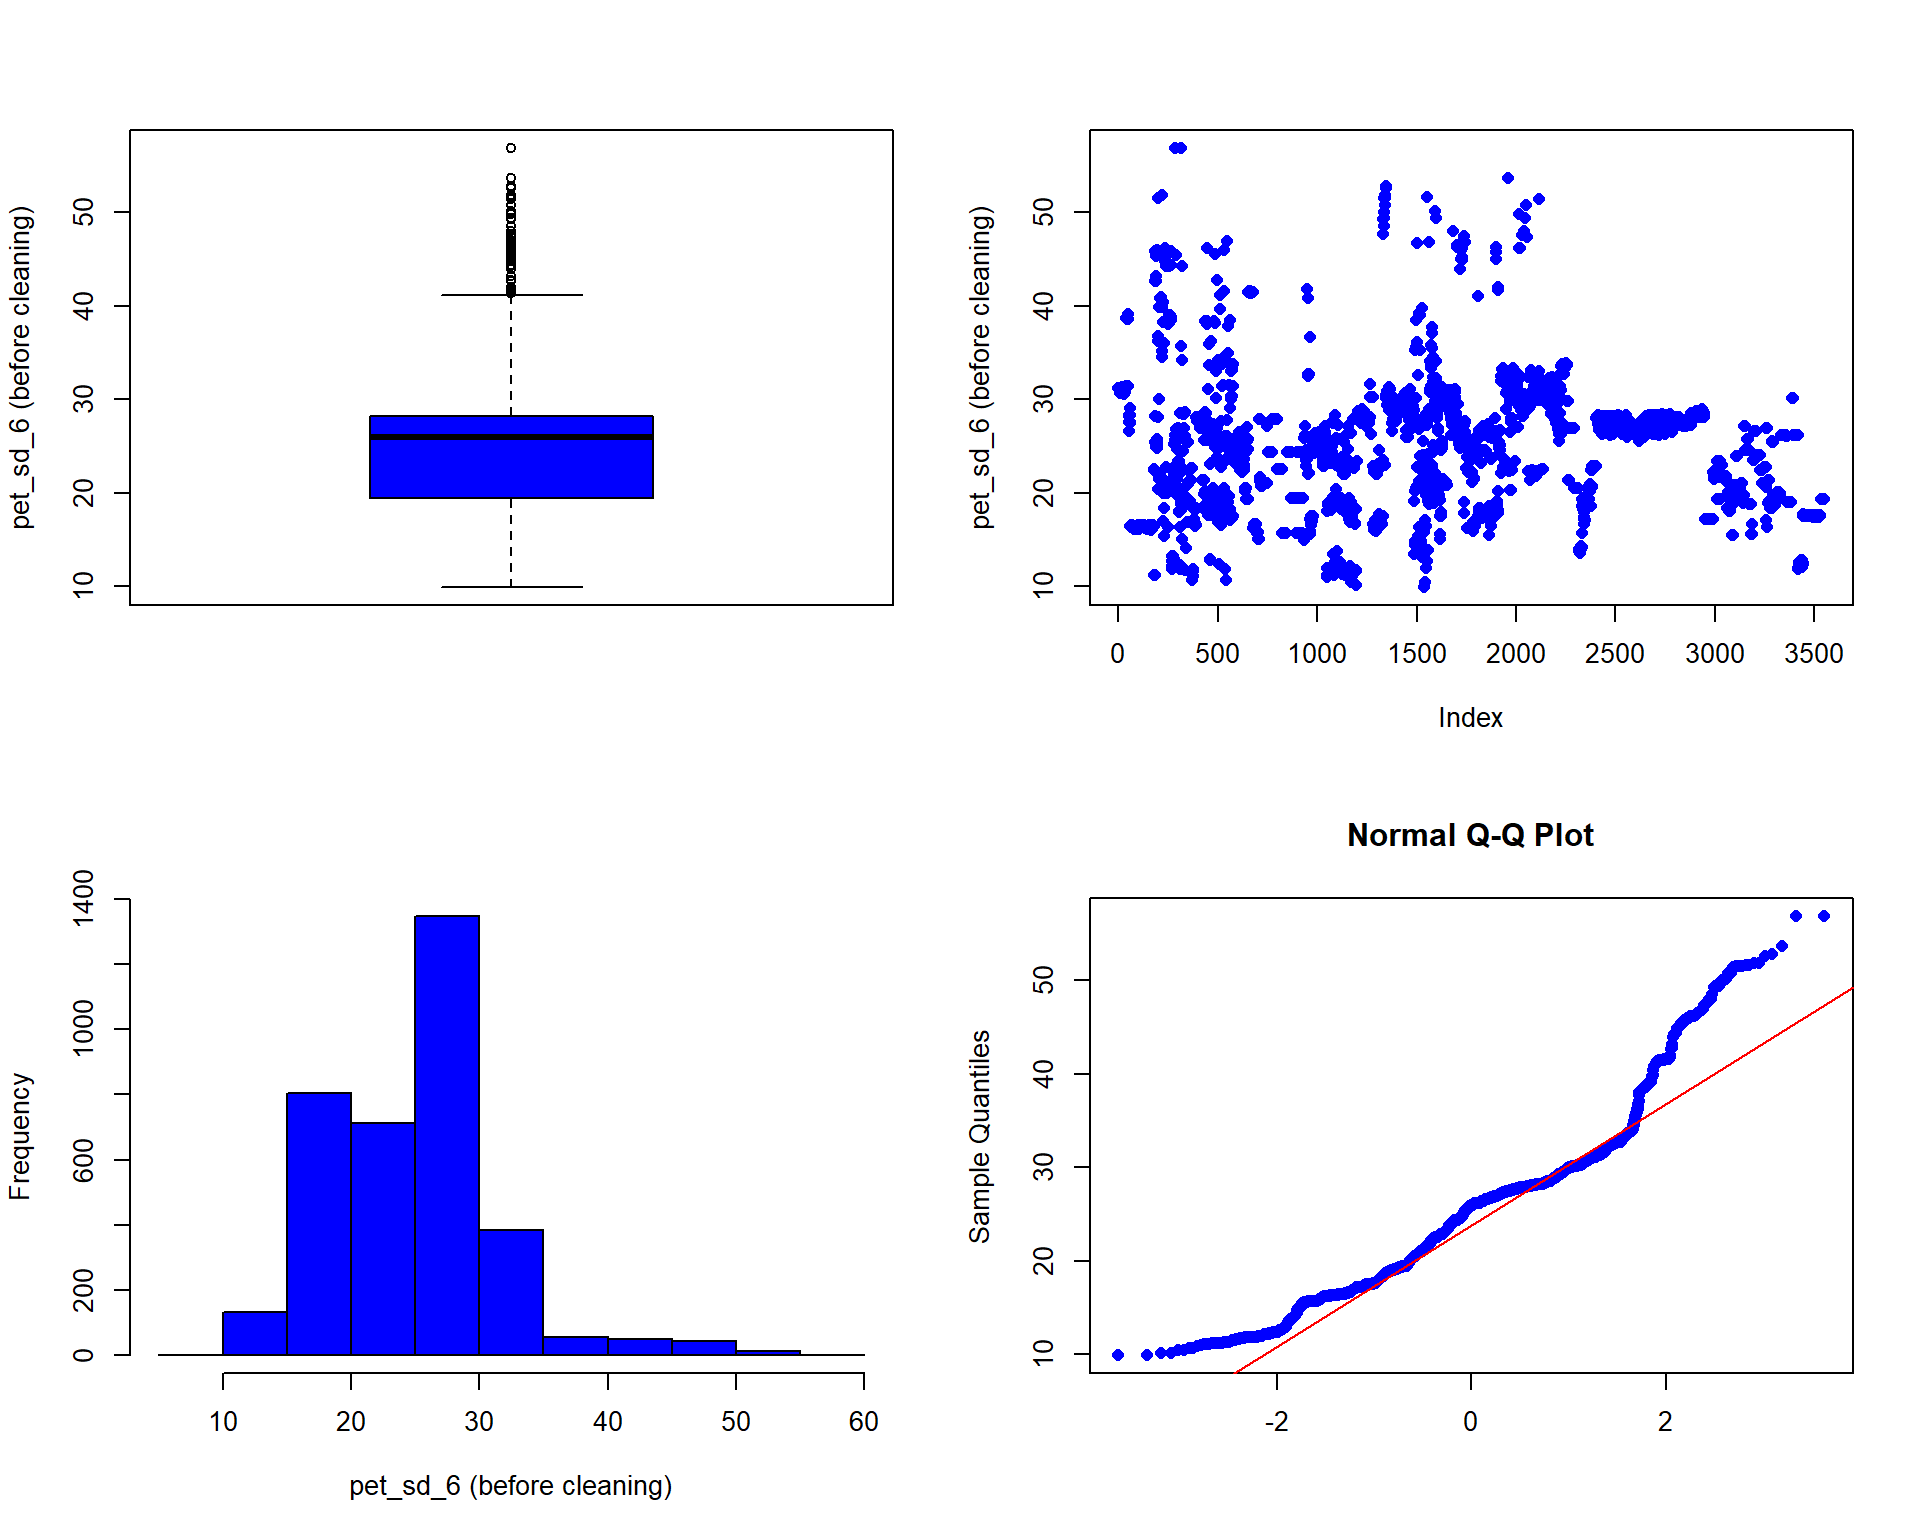 pet_sd_6 (before cleaning)
10 20 30 40 50
pet_sd_6 (before cleaning)
10 20 30 40 50
0 500 1000 1500 2000 2500 3000 3500
Index
Frequency
0 200 600 1000 1400
10 20 30 40 50 60
pet_sd_6 (before cleaning)
Normal Q-Q Plot
Sample Quantiles
10 20 30 40 50
-2 0 2